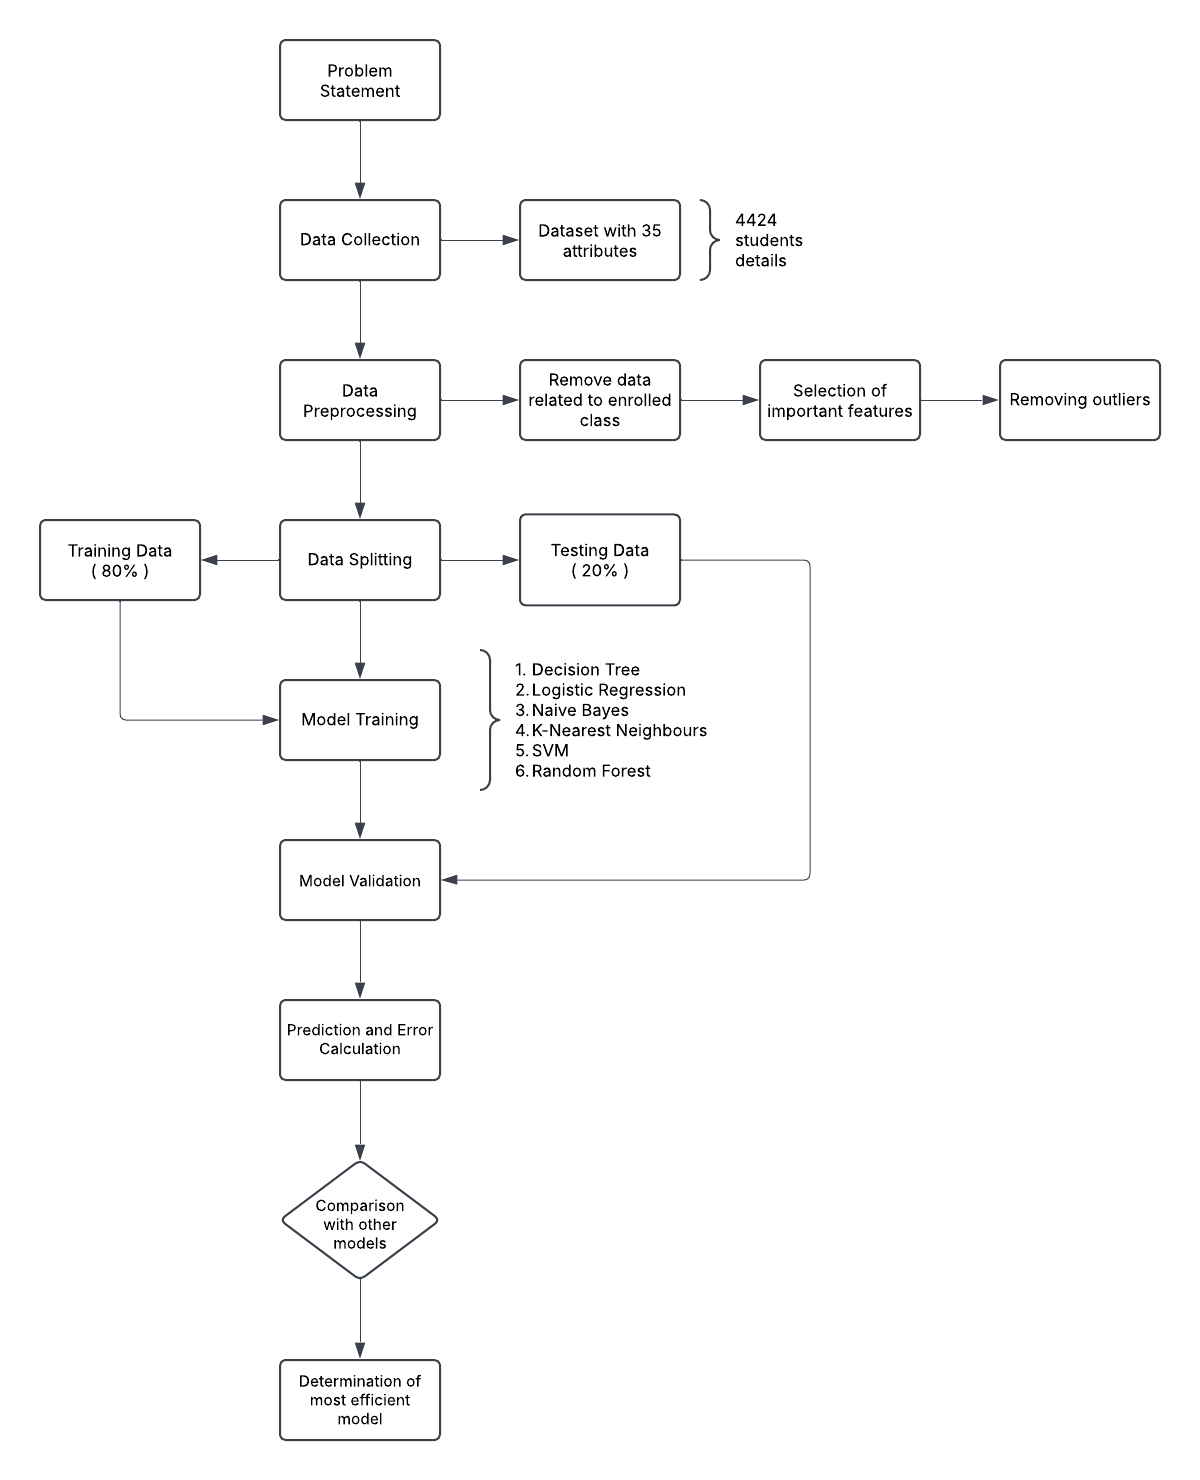 Problem
Statement
Data Collection
Dataset with 35
attributes
4424
students
details
Data
Preprocessing
Remove data
related to enrolled
class
Selection of
important features
Removing outliers
Training Data
( 80% )
Data Splitting
Testing Data
( 20% )
Model Training
1. Decision Tree
2. Logistic Regression
3. Naive Bayes
4. K-Nearest Neighbours
5. SVM
6. Random Forest
Model Validation
Prediction and Error
Calculation
Comparison
with other
models
Determination of
most efficient
model